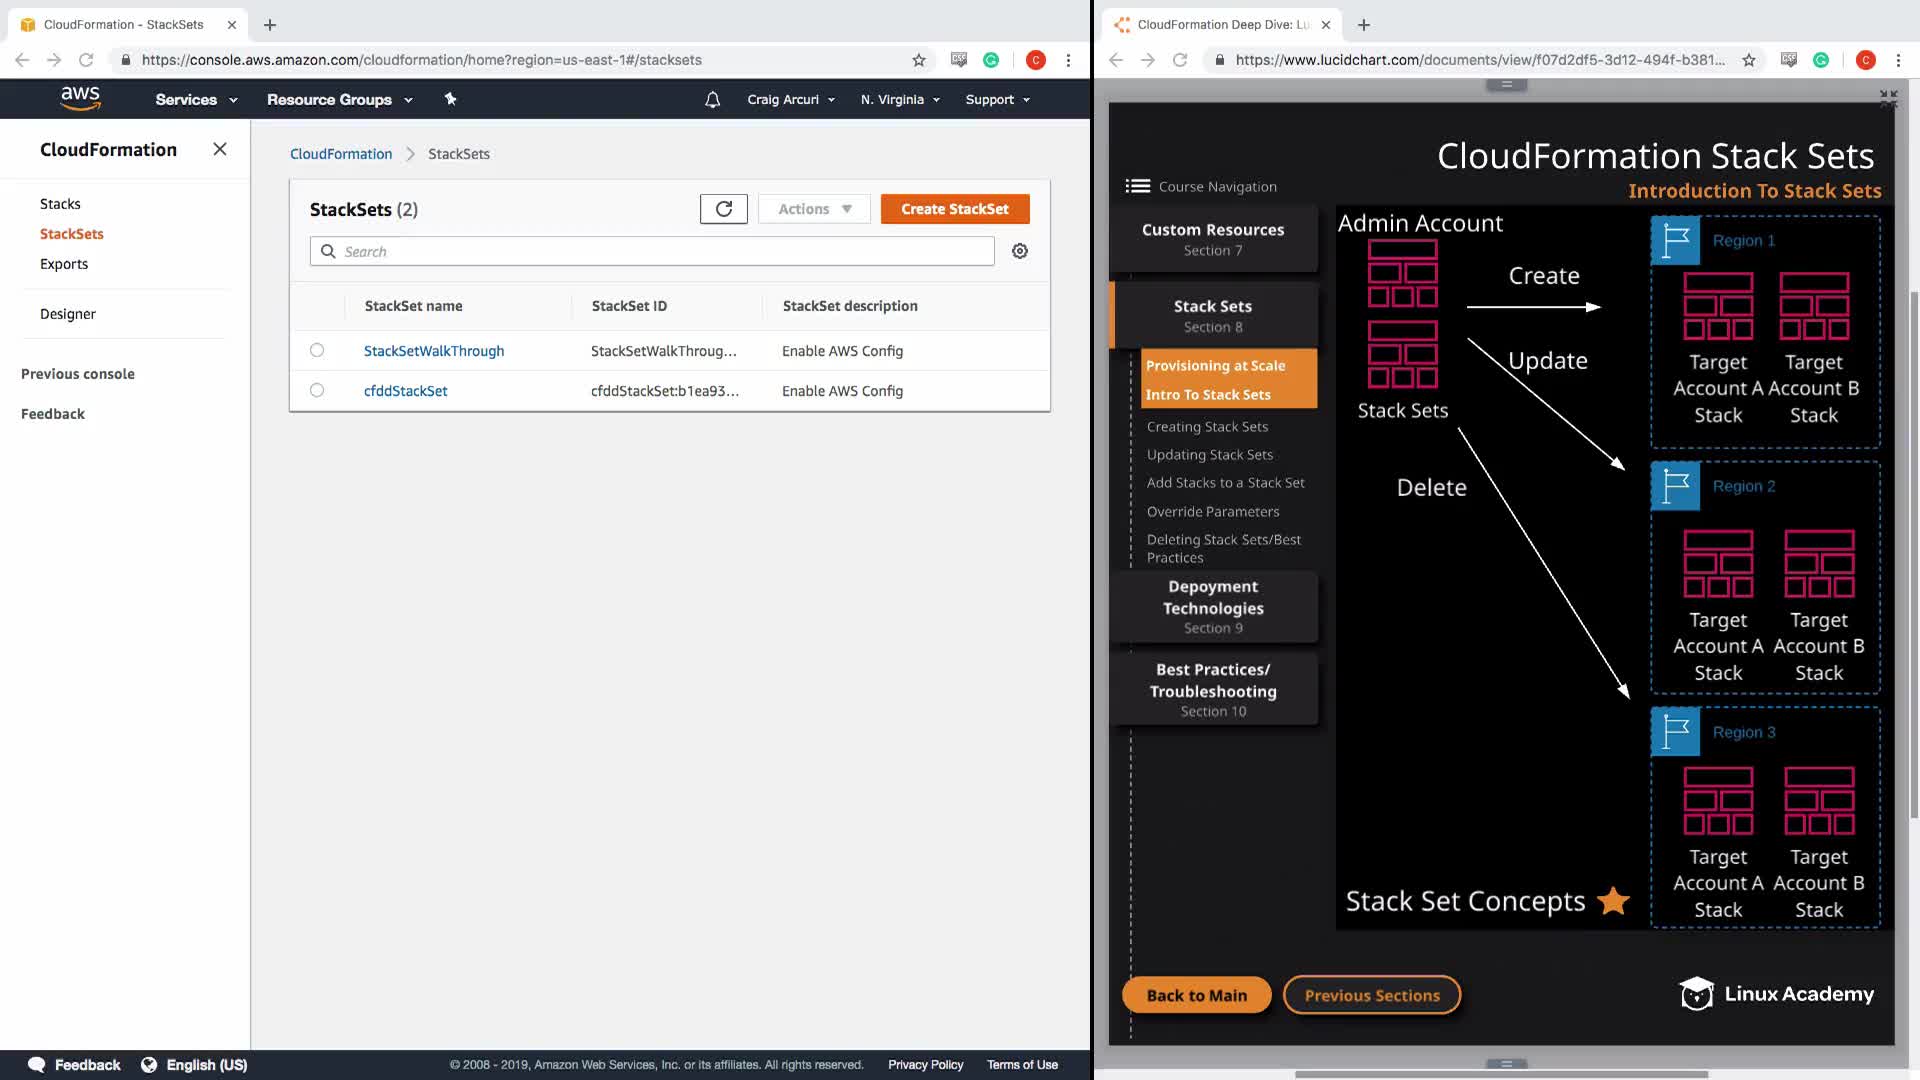 CloudFormation - StackSets
https://console.aws.amazon.com/cloudformation/home?region=us-east-1#/stacksets
aws
Services
Resource Groups
Craig Arcuri
N. Virginia
Support
CloudFormation
Stacks
StackSets
Exports
Designer
Previous console
Feedback
CloudFormation
StackSets
StackSets (2)
Actions
Create StackSet
Search
StackSet name
StackSet ID
StackSet description
StackSetWalkThrough
StackSetWalkThroug...
Enable AWS Config
cfddStackSet
cfddStackSet:b1ea93...
Enable AWS Config
Feedback
English (US)
© 2008 - 2019, Amazon Web Services, Inc. or its affiliates. All rights reserved.
Privacy Policy
Terms of Use
CloudFormation Deep Dive: Lu
https://www.lucidchart.com/documents/view/f07d2df5-3d12-494f-b381...
C
C
CloudFormation Stack Sets
Introduction To Stack Sets
Course Navigation
Custom Resources
Section 7
Stack Sets
Section 8
Provisioning at Scale
Intro To Stack Sets
Creating Stack Sets
Updating Stack Sets
Add Stacks to a Stack Set
Override Parameters
Deleting Stack Sets/Best
Practices
Depoyment
Technologies
Section 9
Best Practices/
Troubleshooting
Section 10
Admin Account
Stack Sets
Create
Update
Delete
Region 1
Target
Account A
Stack
Target
Account B
Stack
Region 2
Target
Account A
Stack
Target
Account B
Stack
Region 3
Target
Account A
Stack
Target
Account B
Stack
Stack Set Concepts
Back to Main
Previous Sections
Linux Academy